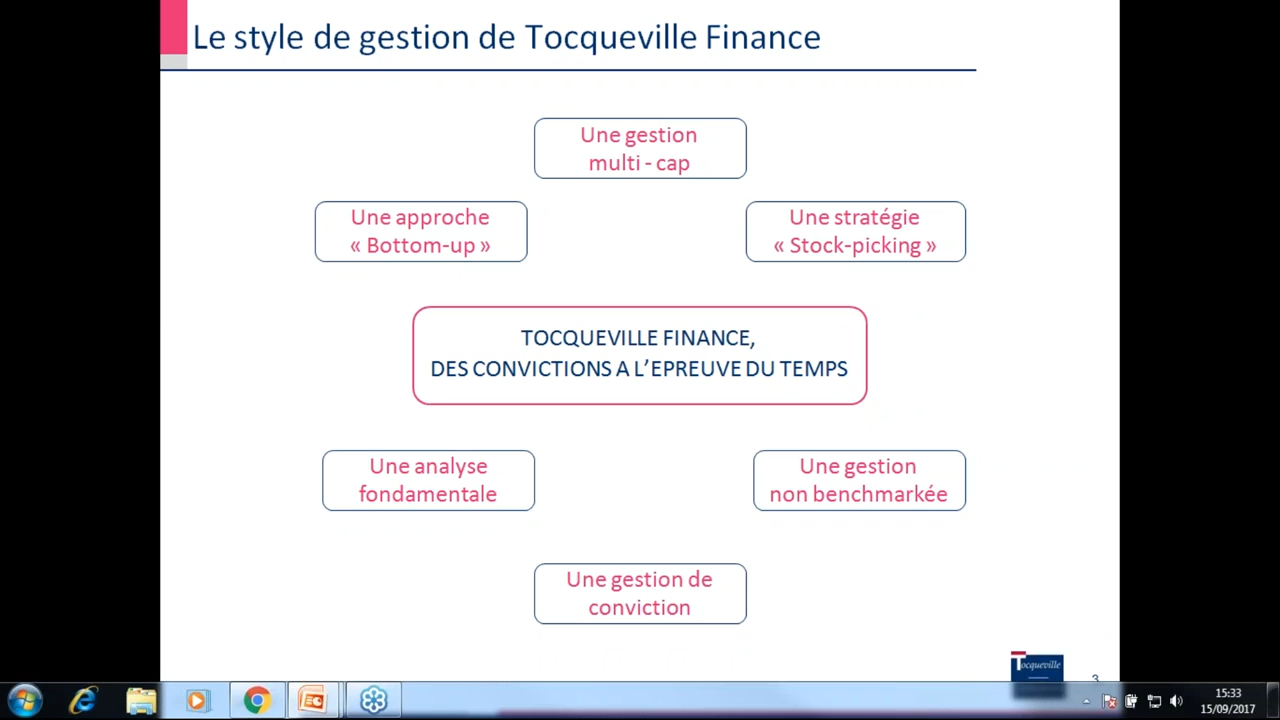 Le style de gestion de Tocqueville Finance
Une gestion
multi - cap
Une approche
« Bottom-up »
Une stratégie
« Stock-picking »
TOCQUEVILLE FINANCE,
DES CONVICTIONS A L’EPREUVE DU TEMPS
Une analyse
fondamentale
Une gestion
non benchmarkée
Une gestion de
conviction
Tocqueville
3
15:33
15/09/2017